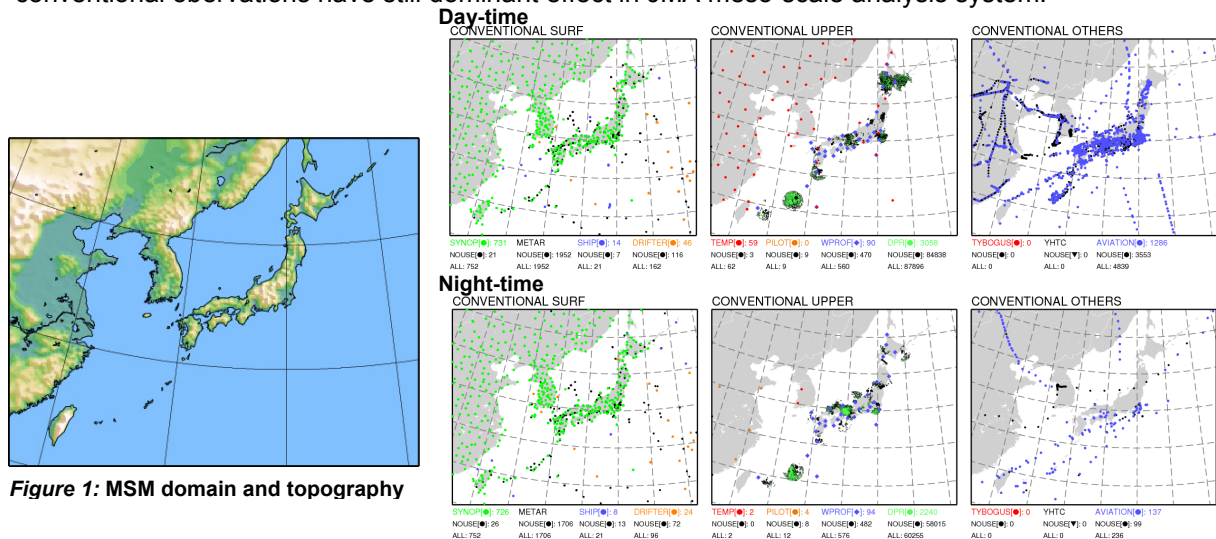 conventional obervations have still dominant effect in JMA meso-scale analysis system.
Day-time
CONVENTIONAL SURF CONVENTIONAL UPPER CONVENTIONAL OTHERS
SYNOP[●]: 731 METAR SHIP[●]: 14 DRIFTER[●]: 46 TEMP[●]: 59 PILOT[●]: 0 WPROF[◆]: 90 DPR[●]: 3058 TYBOGUS[●]: 0 YHTC AVIATION[●]: 1286
NOUSE[●]: 21 NOUSE[●]: 1952 NOUSE[●]: 7 NOUSE[●]: 116 NOUSE[●]: 3 NOUSE[●]: 9 NOUSE[●]: 470 NOUSE[●]: 84838 NOUSE[●]: 0 NOUSE[▼]: 0 NOUSE[●]: 3553
ALL: 752 ALL: 1952 ALL: 21 ALL: 162 ALL: 62 ALL: 9 ALL: 560 ALL: 87896 ALL: 0 ALL: 0 ALL: 4839
Night-time
CONVENTIONAL SURF CONVENTIONAL UPPER CONVENTIONAL OTHERS
SYNOP[●]: 726 METAR SHIP[●]: 8 DRIFTER[●]: 24 TEMP[●]: 2 PILOT[●]: 4 WPROF[◆]: 94 DPR[●]: 2240 TYBOGUS[●]: 0 YHTC AVIATION[●]: 137
NOUSE[●]: 26 NOUSE[●]: 1706 NOUSE[●]: 13 NOUSE[●]: 72 NOUSE[●]: 0 NOUSE[●]: 8 NOUSE[●]: 482 NOUSE[●]: 58015 NOUSE[●]: 0 NOUSE[▼]: 0 NOUSE[●]: 99
ALL: 752 ALL: 1706 ALL: 21 ALL: 96 ALL: 2 ALL: 12 ALL: 576 ALL: 60255 ALL: 0 ALL: 0 ALL: 236
Figure 1: MSM domain and topography